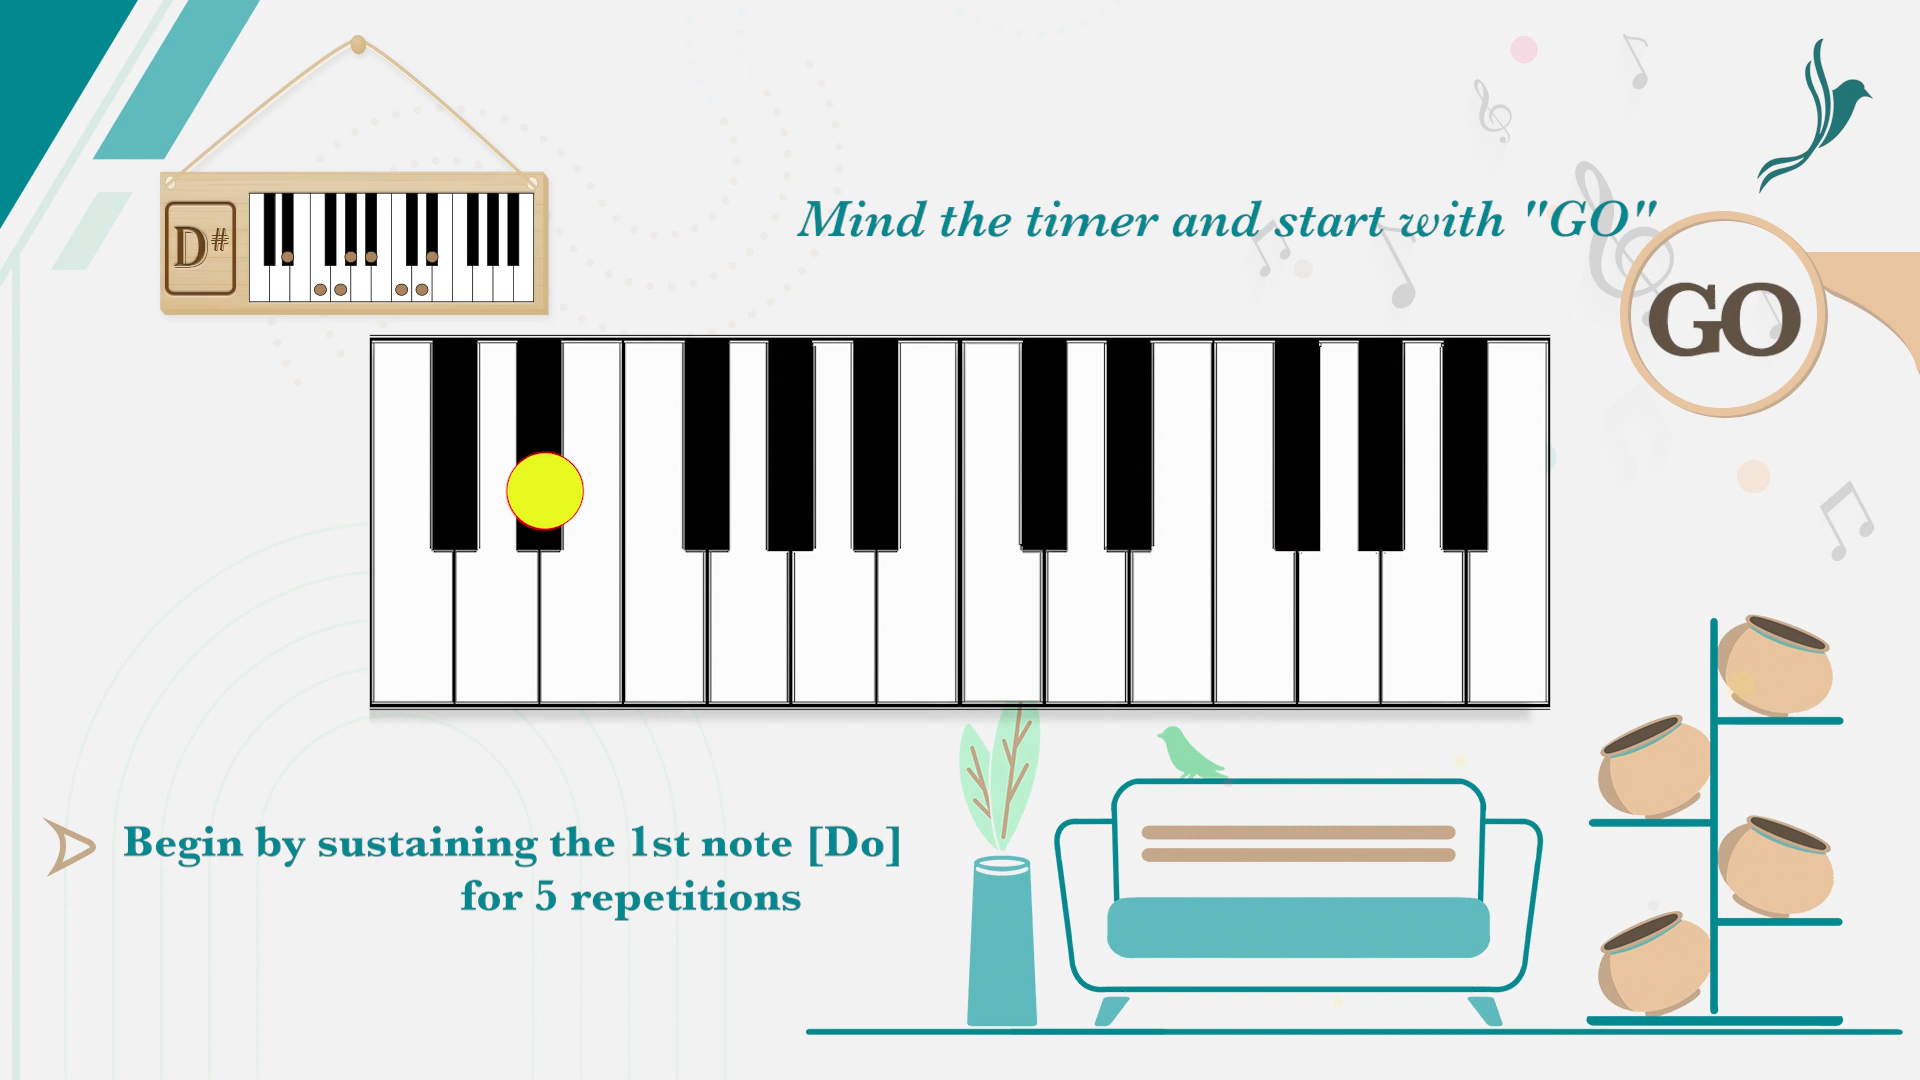 D#
Mind the timer and start with "GO"
GO
Begin by sustaining the 1st note [Do]
for 5 repetitions